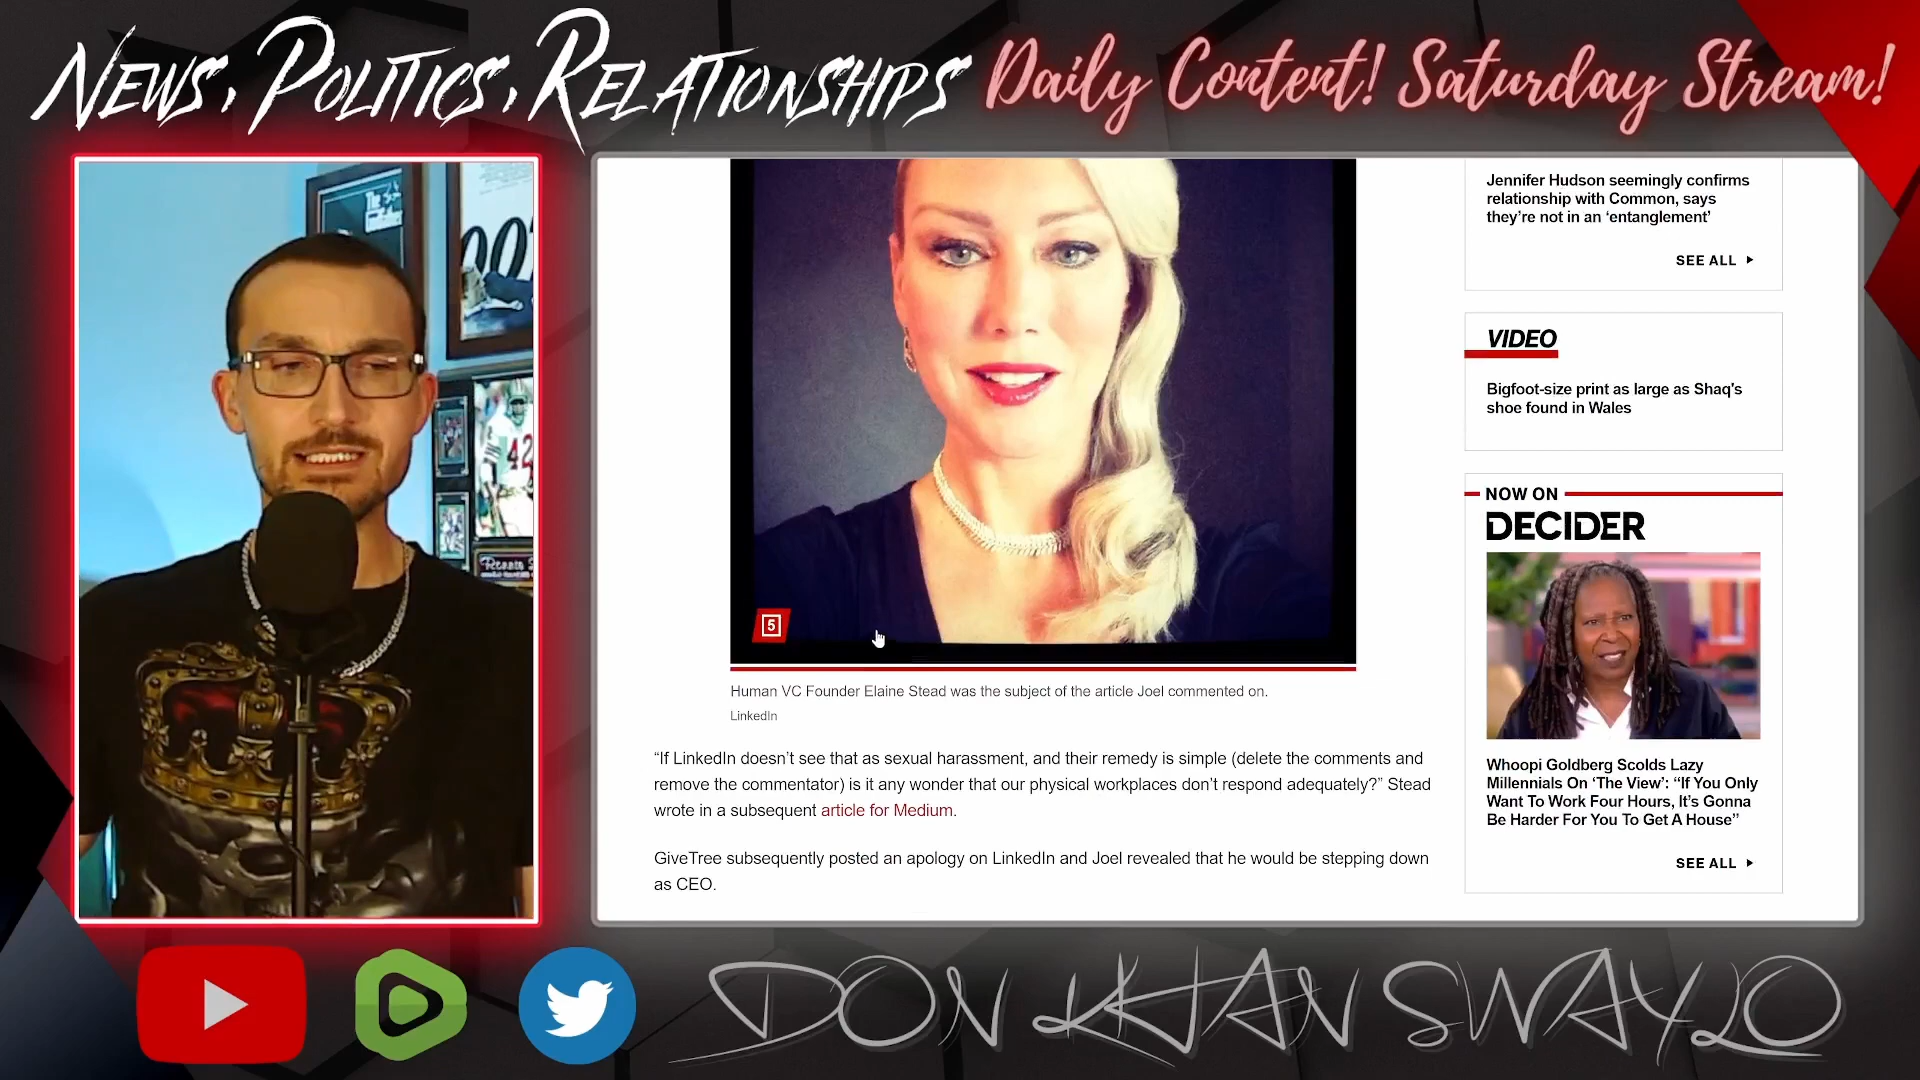 News, Politics, Relationships
Daily Content! Saturday Stream!
The
007
42
5
Human VC Founder Elaine Stead was the subject of the article Joel commented on.
LinkedIn
“If LinkedIn doesn’t see that as sexual harassment, and their remedy is simple (delete the comments and
remove the commentator) is it any wonder that our physical workplaces don’t respond adequately?” Stead
wrote in a subsequent article for Medium.
GiveTree subsequently posted an apology on LinkedIn and Joel revealed that he would be stepping down
as CEO.
Jennifer Hudson seemingly confirms
relationship with Common, says
they’re not in an ‘entanglement’
SEE ALL
VIDEO
Bigfoot-size print as large as Shaq's
shoe found in Wales
NOW ON
DECIDER
Whoopi Goldberg Scolds Lazy
Millennials On ‘The View’: “If You Only
Want To Work Four Hours, It’s Gonna
Be Harder For You To Get A House”
SEE ALL
DON KHAN SWAYLO